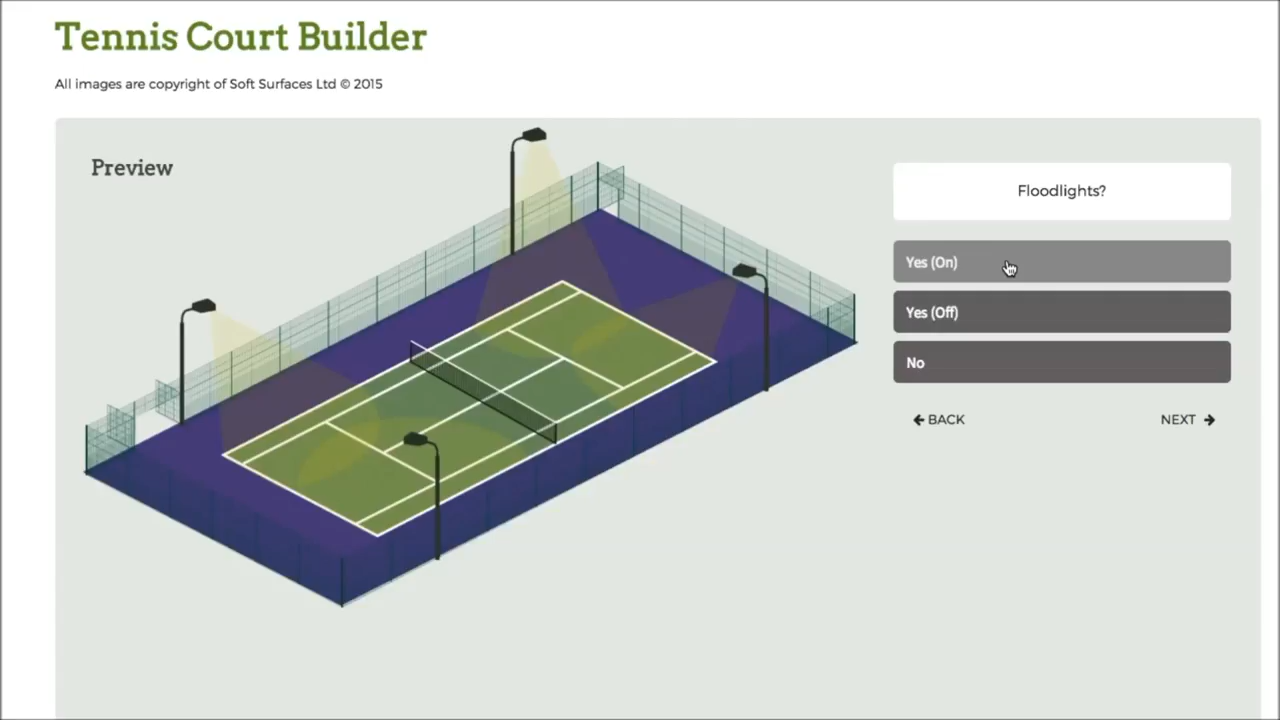 Tennis Court Builder
All images are copyright of Soft Surfaces Ltd © 2015
Preview
Floodlights?
Yes (On)
Yes (Off)
No
BACK
NEXT